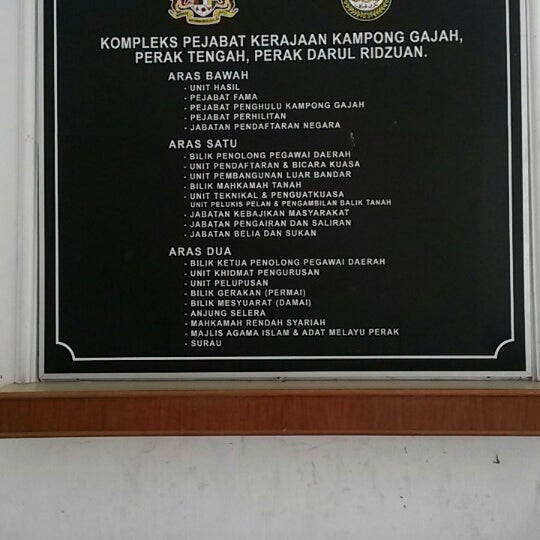 KOMPLEKS PEJABAT KERAJAAN KAMPONG GAJAH,
PERAK TENGAH, PERAK DARUL RIDZUAN.
ARAS BAWAH
- UNIT HASIL
- PEJABAT FAMA
- PEJABAT PENGHULU KAMPONG GAJAH
- PEJABAT PERHILITAN
- JABATAN PENDAFTARAN NEGARA
ARAS SATU
- BILIK PENOLONG PEGAWAI DAERAH
- UNIT PENDAFTARAN & BICARA KUASA
- UNIT PEMBANGUNAN LUAR BANDAR
- BILIK MAHKAMAH TANAH
- UNIT TEKNIKAL & PENGUATKUASA
UNIT PELUKIS PELAN & PENGAMBILAN BALIK TANAH
- JABATAN KEBAJIKAN MASYARAKAT
- JABATAN PENGAIRAN DAN SALIRAN
- JABATAN BELIA DAN SUKAN
ARAS DUA
- BILIK KETUA PENOLONG PEGAWAI DAERAH
- UNIT KHIDMAT PENGURUSAN
- UNIT PELUPUSAN
- BILIK GERAKAN (PERMAI)
- BILIK MESYUARAT (DAMAI)
- ANJUNG SELERA
- MAHKAMAH RENDAH SYARIAH
- MAJLIS AGAMA ISLAM & ADAT MELAYU PERAK
- SURAU